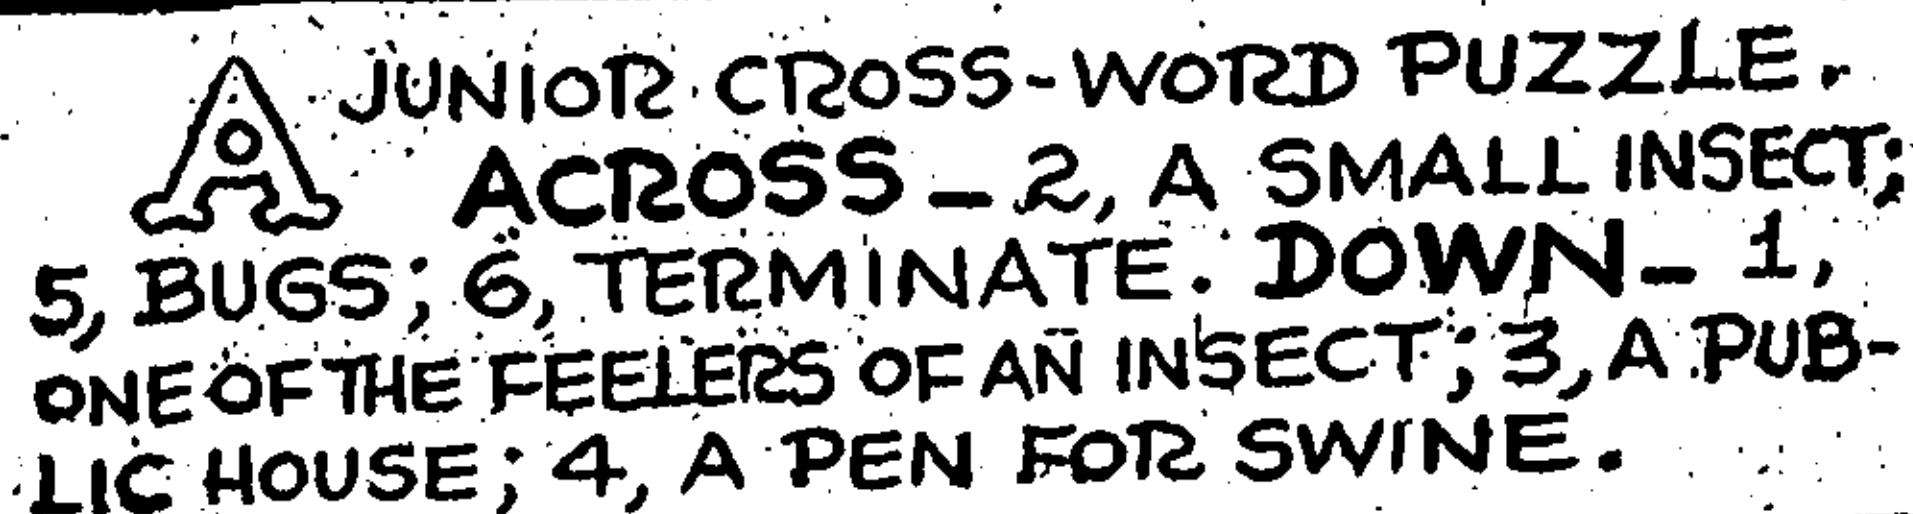 A JUNIOR CROSS-WORD PUZZLE.
ACROSS - 2, A SMALL INSECT;
5, BUGS; 6, TERMINATE. DOWN - 1,
ONE OF THE FEELERS OF AN INSECT; 3, A PUB-
LIC HOUSE; 4, A PEN FOR SWINE.